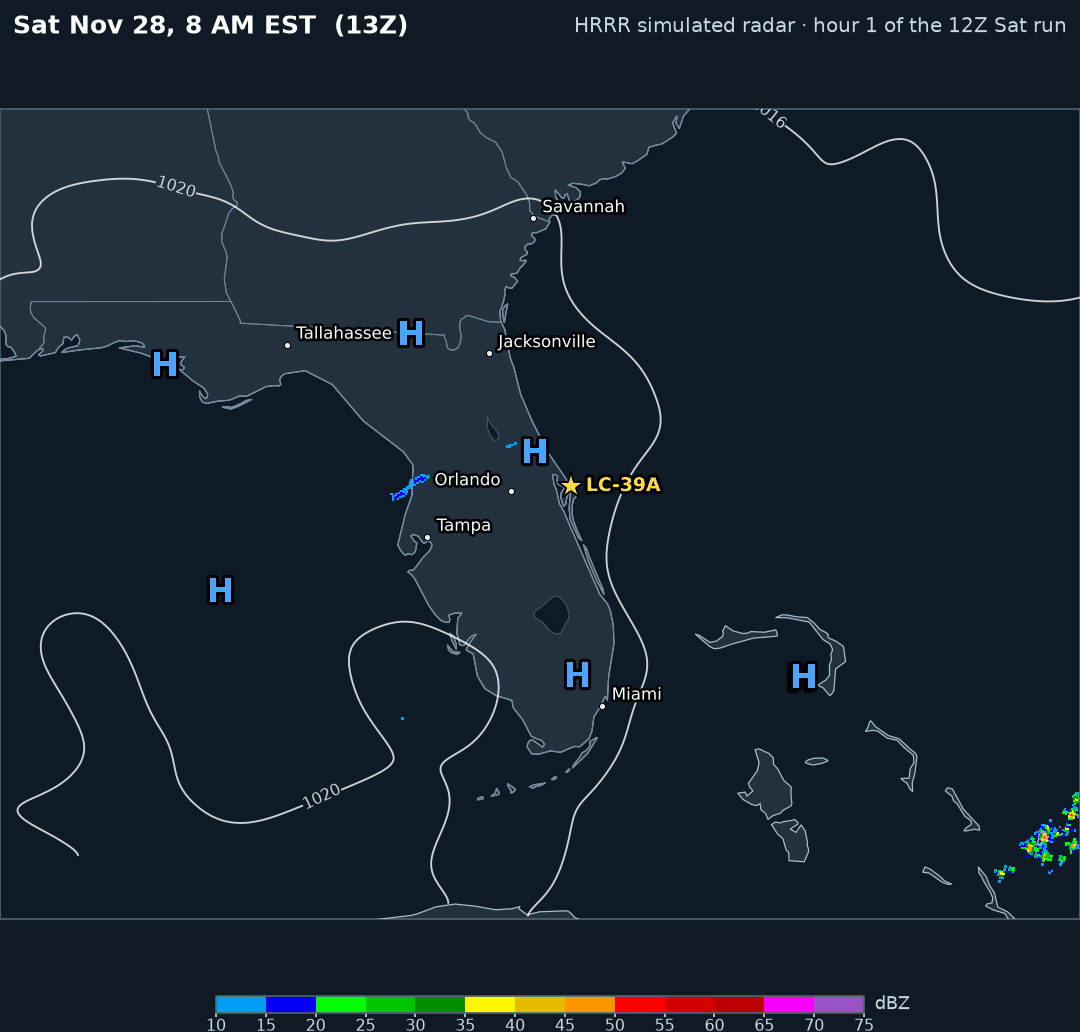 Sat Nov 28, 8 AM EST (13Z)
HRRR simulated radar · hour 1 of the 12Z Sat run
1020
Savannah
Tallahassee
H
Jacksonville
H
H
Orlando
LC-39A
Tampa
H
H
H
Miami
1020
dBZ
10 15 20 25 30 35 40 45 50 55 60 65 70 75